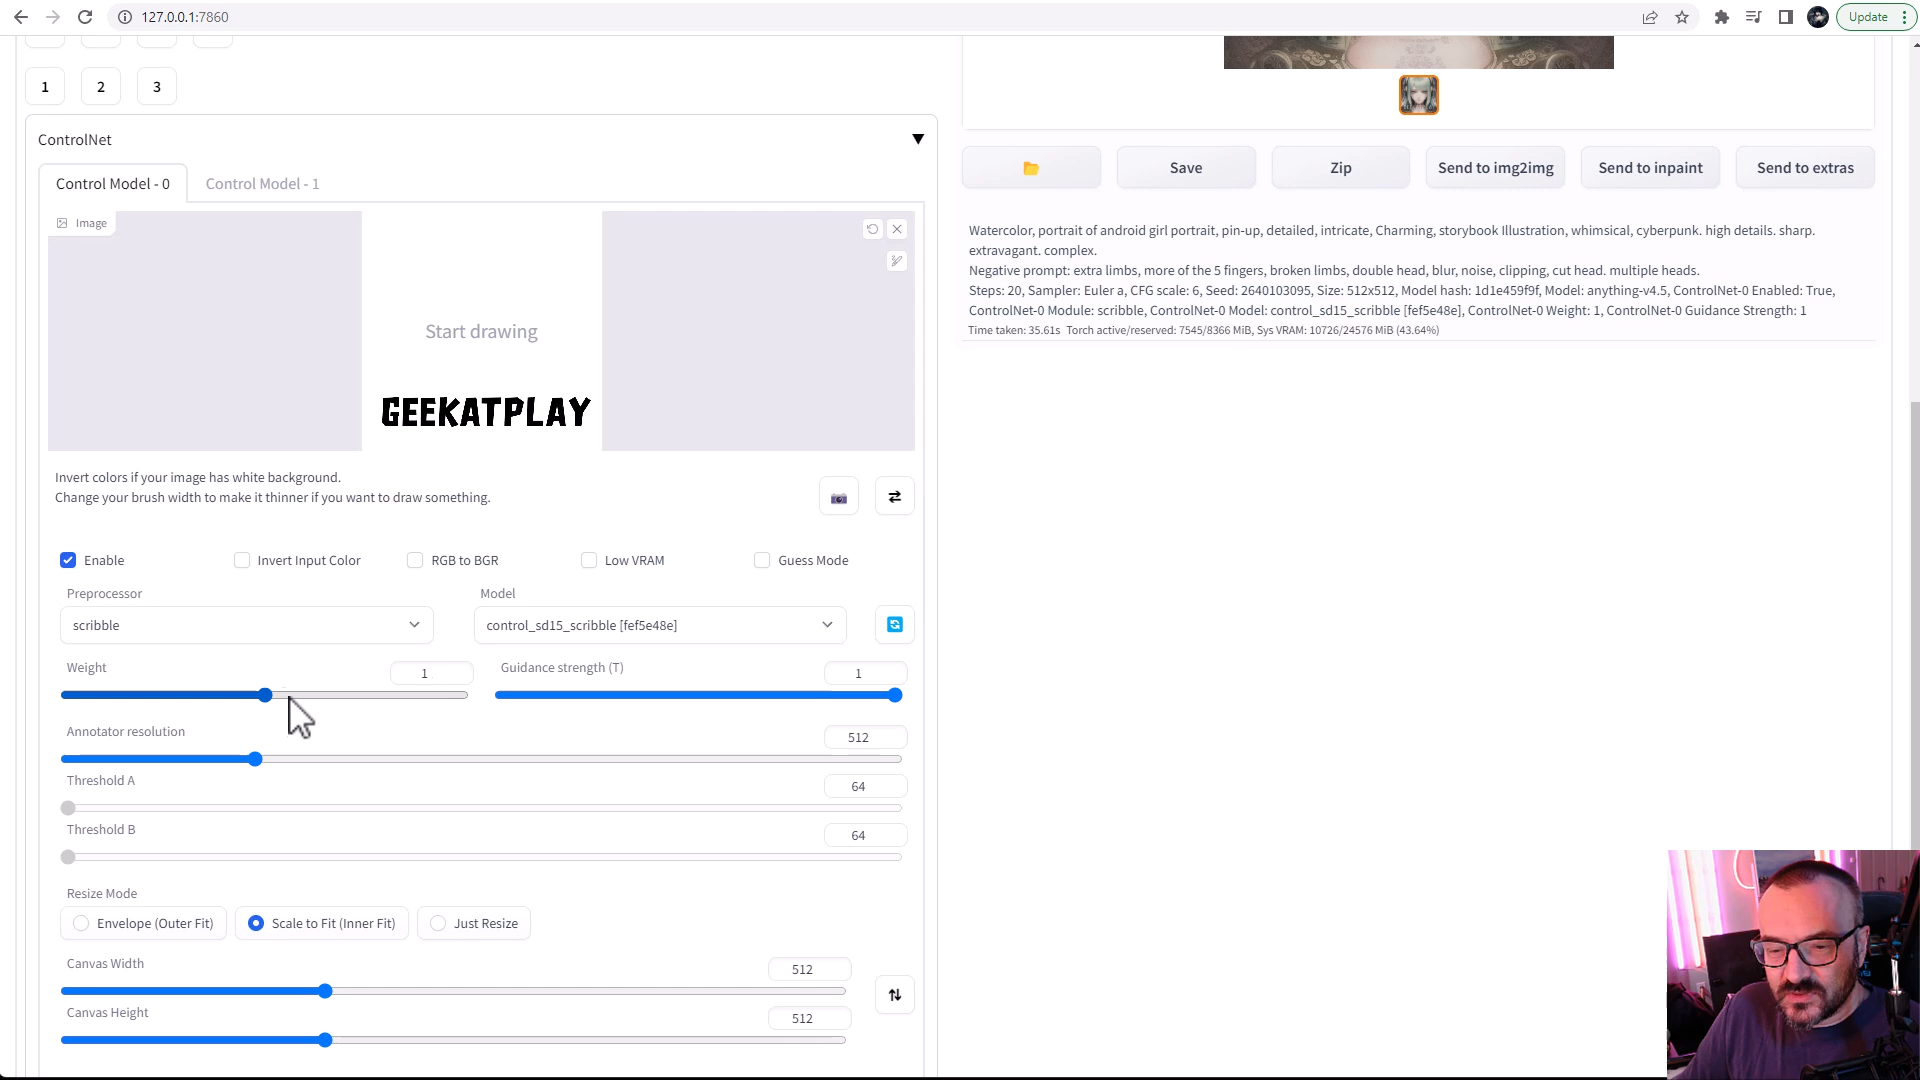 127.0.0.1:7860
Update
1 2 3
ControlNet
Control Model - 0 Control Model - 1
Image
Start drawing
GEEKATPLAY
Invert colors if your image has white background.
Change your brush width to make it thinner if you want to draw something.
Enable Invert Input Color RGB to BGR Low VRAM Guess Mode
Preprocessor Model
scribble control_sd15_scribble [fef5e48e]
Weight 1 Guidance strength (T) 1
Annotator resolution 512
Threshold A 64
Threshold B 64
Resize Mode
Envelope (Outer Fit) Scale to Fit (Inner Fit) Just Resize
Canvas Width 512
Canvas Height 512
Save Zip Send to img2img Send to inpaint Send to extras
Watercolor, portrait of android girl portrait, pin-up, detailed, intricate, Charming, storybook Illustration, whimsical, cyberpunk. high details. sharp.
extravagant. complex.
Negative prompt: extra limbs, more of the 5 fingers, broken limbs, double head, blur, noise, clipping, cut head. multiple heads.
Steps: 20, Sampler: Euler a, CFG scale: 6, Seed: 2640103095, Size: 512x512, Model hash: 1d1e459f9f, Model: anything-v4.5, ControlNet-0 Enabled: True,
ControlNet-0 Module: scribble, ControlNet-0 Model: control_sd15_scribble [fef5e48e], ControlNet-0 Weight: 1, ControlNet-0 Guidance Strength: 1
Time taken: 35.61s Torch active/reserved: 7545/8366 MiB, Sys VRAM: 10726/24576 MiB (43.64%)